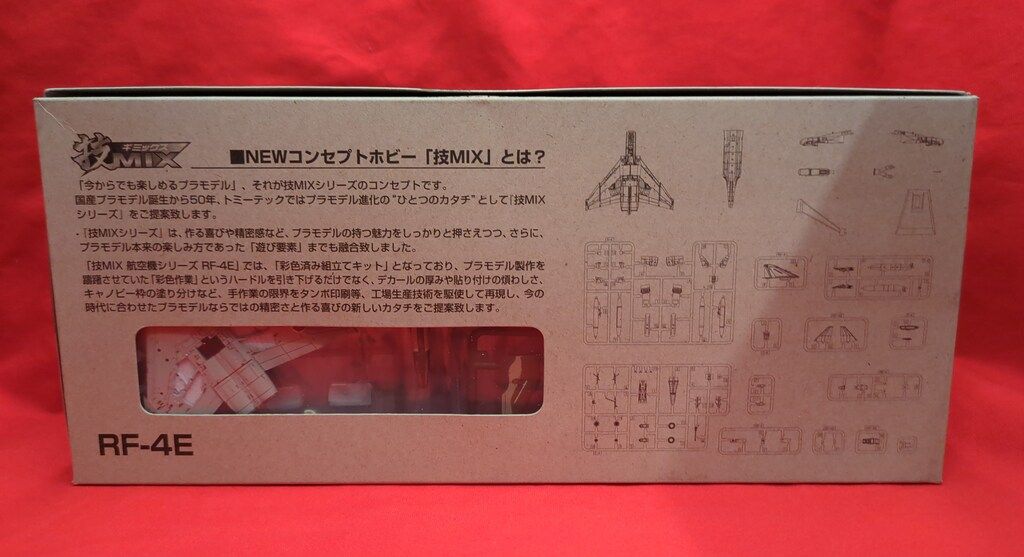 技MIX
ギミックス
■NEWコンセプトホビー「技MIX」とは?
「今からでも楽しめるプラモデル」、それが技MIXシリーズのコンセプトです。
国産プラモデル誕生から50年、トミーテックではプラモデル進化の"ひとつのカタチ"として『技MIX
シリーズ』をご提案致します。
・『技MIXシリーズ』は、作る喜びや精密感など、プラモデルの持つ魅力をしっかりと押さえつつ、さらに、
プラモデル本来の楽しみ方であった「遊び要素」までも融合致しました。
「技MIX 航空機シリーズ RF-4E」では、「彩色済み組立てキット」となっており、プラモデル製作を
躊躇させていた「彩色作業」というハードルを引き下げるだけでなく、デカールの厚みや貼り付けの煩わしさ、
キャノピー枠の塗り分けなど、手作業の限界をタンポ印刷等、工場生産技術を駆使して再現し、今の
時代に合わせたプラモデルならではの精密さと作る喜びの新しいカタチをご提案致します。
RF-4E